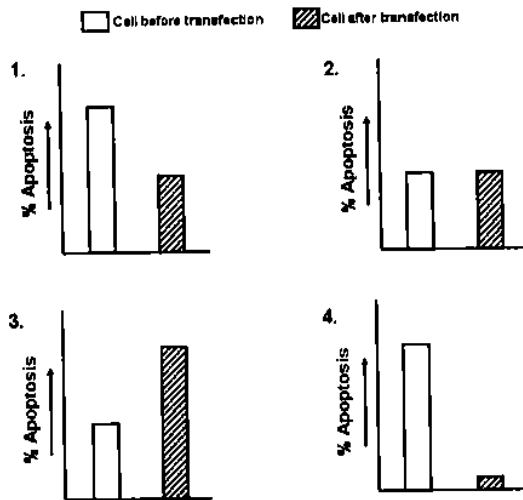 Cell before transfection
Cell after transfection
1.
% Apoptosis
2.
% Apoptosis
3.
% Apoptosis
4.
% Apoptosis